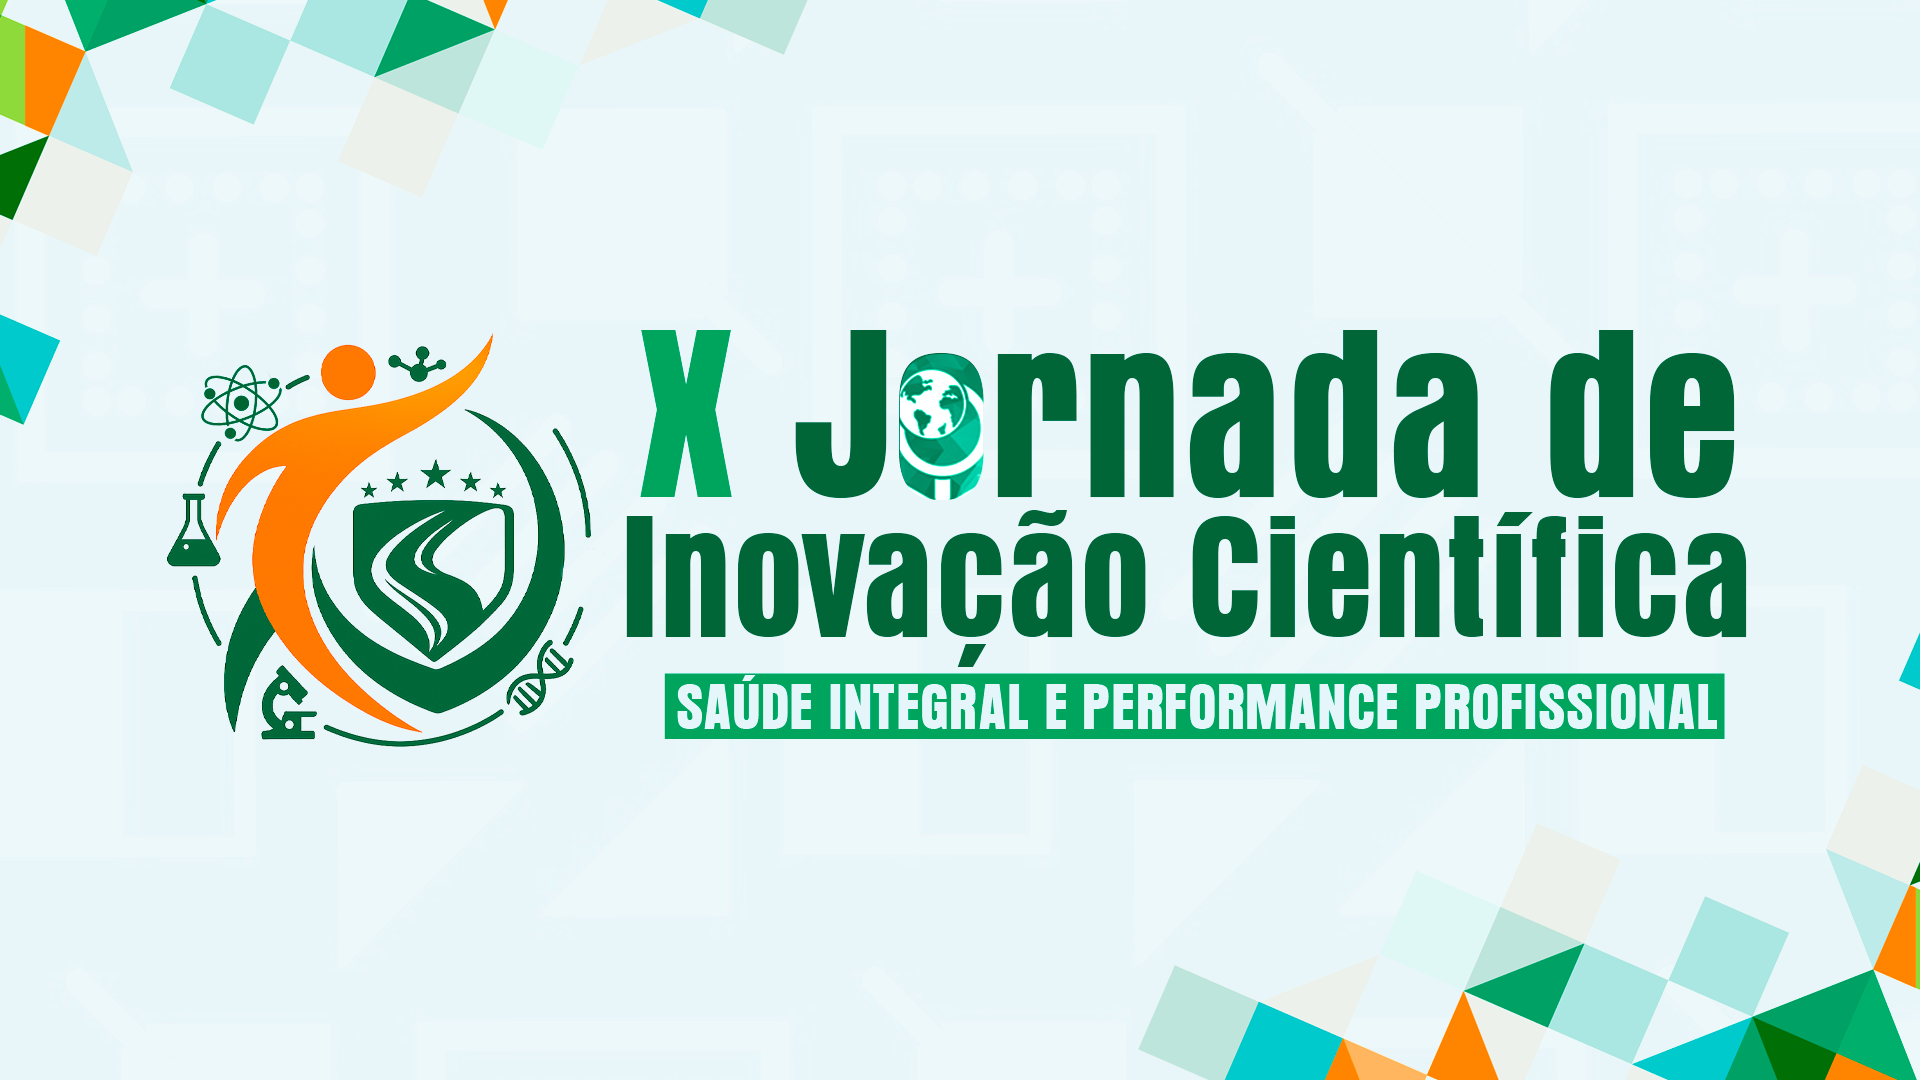 X Jornada de
Inovação Científica
SAÚDE INTEGRAL E PERFORMANCE PROFISSIONAL